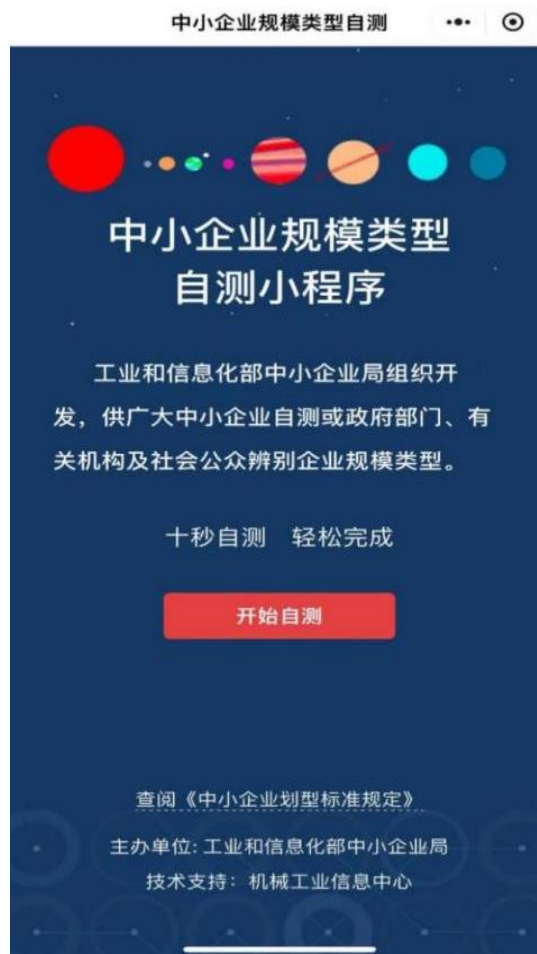 中小企业规模类型自测
中小企业规模类型
自测小程序
工业和信息化部中小企业局组织开
发，供广大中小企业自测或政府部门、有
关机构及社会公众辨别企业规模类型。
十秒自测 轻松完成
开始自测
查阅《中小企业划型标准规定》
主办单位: 工业和信息化部中小企业局
技术支持： 机械工业信息中心